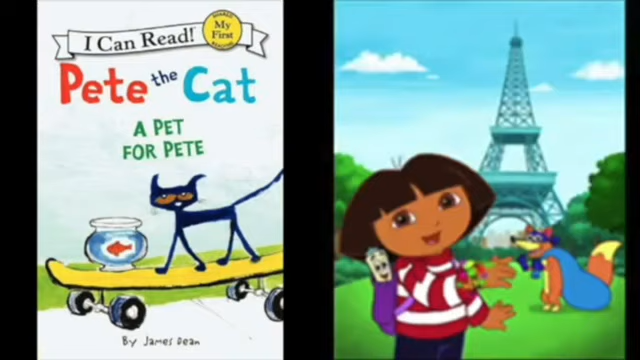 I Can Read!
My
First
Pete the Cat
A PET
FOR PETE
By James Dean